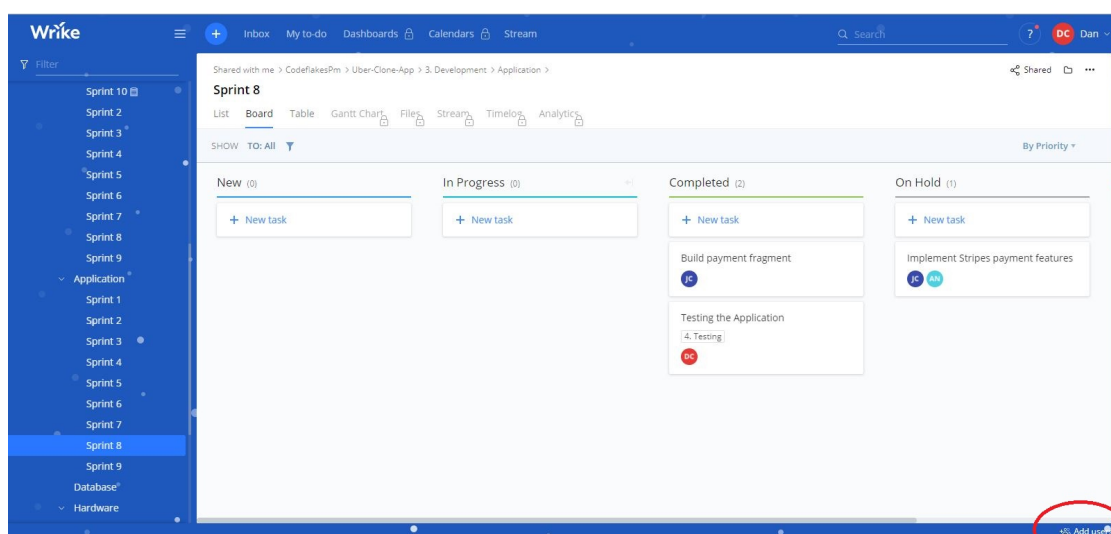 Wrike
+ Inbox My to-do Dashboards Calendars Stream Search ? DC Dan
Filter
Sprint 10
Sprint 2
Sprint 3
Sprint 4
Sprint 5
Sprint 6
Sprint 7
Sprint 8
Sprint 9
Application
Sprint 1
Sprint 2
Sprint 3
Sprint 4
Sprint 5
Sprint 6
Sprint 7
Sprint 8
Sprint 9
Database
Hardware
Shared with me > CodeflakesPm > Uber-Clone-App > 3. Development > Application >
Shared
Sprint 8
List Board Table Gantt Chart Files Stream Timelog Analytics
SHOW TO: All
By Priority
New (0)
+ New task
In Progress (0)
+ New task
Completed (2)
+ New task
Build payment fragment
JC
Testing the Application
4. Testing
DC
On Hold (1)
+ New task
Implement Stripes payment features
JC AN
Add user